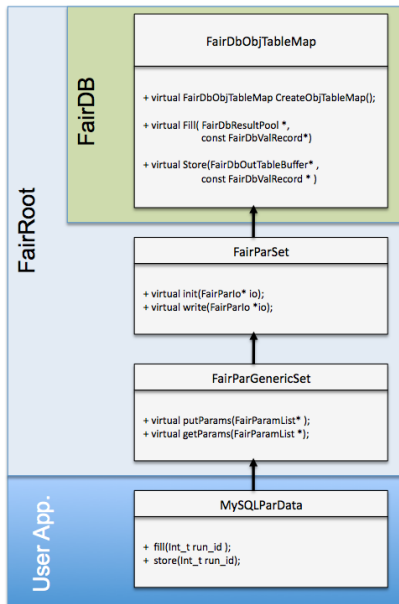 FairRoot
FairDB
FairDbObjTableMap
+ virtual FairDbObjTableMap CreateObjTableMap();
+ virtual Fill( FairDbResultPool *,
const FairDbValRecord*)
+ virtual Store(FairDbOutTableBuffer* ,
const FairDbValRecord * )
FairParSet
+ virtual init(FairParIo* io);
+ virtual write(FairParIo *io);
FairParGenericSet
+ virtual putParams(FairParamList* );
+ virtual getParams(FairParamList *);
User App.
MySQLParData
+ fill(Int_t run_id );
+ store(Int_t run_id);